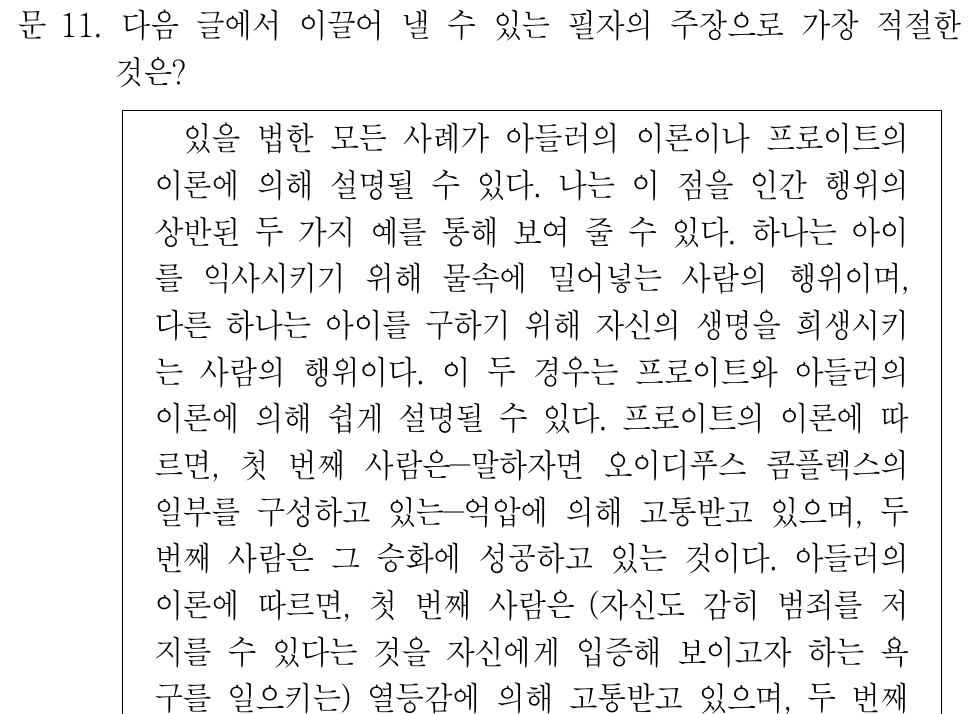 문 11. 다음 글에서 이끌어 낼 수 있는 필자의 주장으로 가장 적절한
것은?
있을 법한 모든 사례가 아들러의 이론이나 프로이트의
이론에 의해 설명될 수 있다. 나는 이 점을 인간 행위의
상반된 두 가지 예를 통해 보여 줄 수 있다. 하나는 아이
를 익사시키기 위해 물속에 밀어넣는 사람의 행위이며,
다른 하나는 아이를 구하기 위해 자신의 생명을 희생시키
는 사람의 행위이다. 이 두 경우는 프로이트와 아들러의
이론에 의해 쉽게 설명될 수 있다. 프로이트의 이론에 따
르면, 첫 번째 사람은―말하자면 오이디푸스 콤플렉스의
일부를 구성하고 있는―억압에 의해 고통받고 있으며, 두
번째 사람은 그 승화에 성공하고 있는 것이다. 아들러의
이론에 따르면, 첫 번째 사람은 (자신도 감히 범죄를 저
지를 수 있다는 것을 자신에게 입증해 보이고자 하는 욕
구를 일으키는) 열등감에 의해 고통받고 있으며, 두 번째